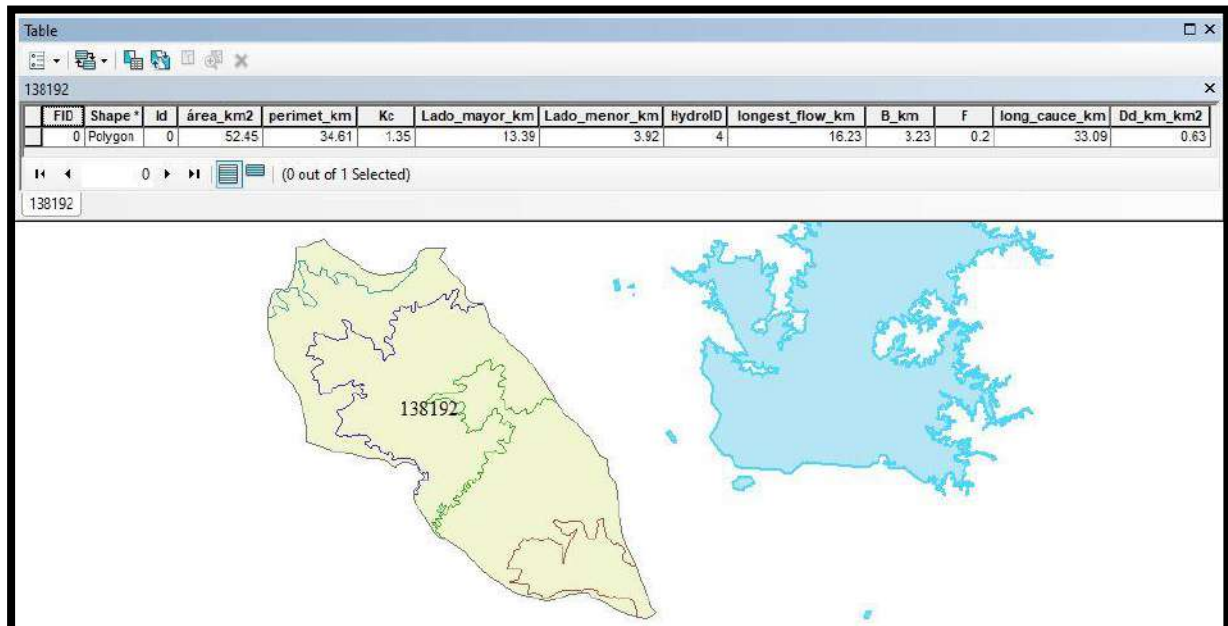 Table
138192
FID Shape * Id área_km2 perimet_km Kc Lado_mayor_km Lado_menor_km HydroID longest_flow_km B_km F long_cauce_km Dd_km_km2
0 Polygon 0 52.45 34.61 1.35 13.39 3.92 4 16.23 3.23 0.2 33.09 0.63
0 (0 out of 1 Selected)
138192
138192